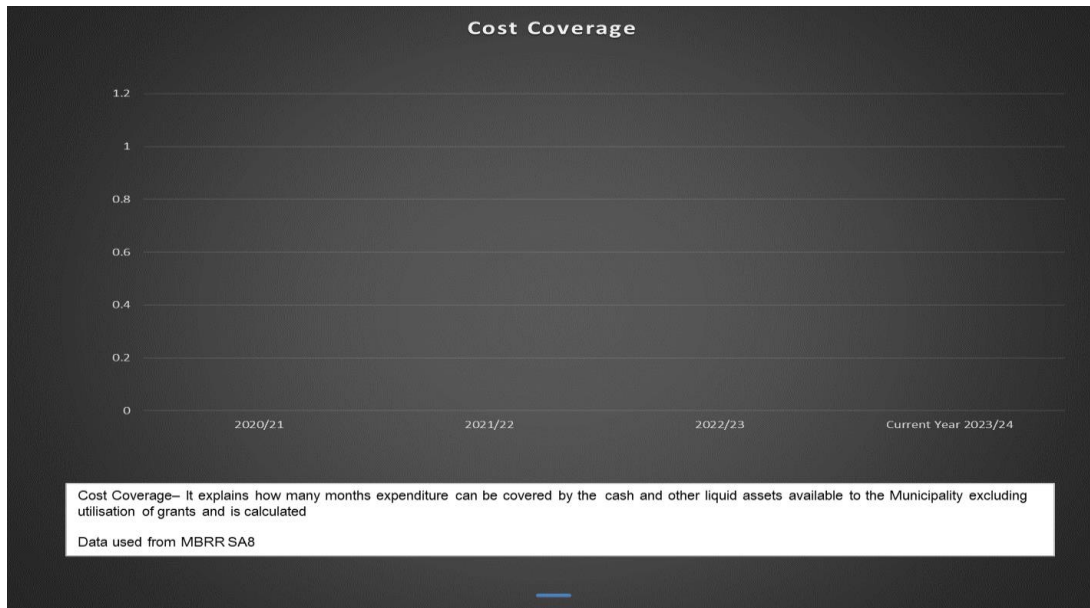 Cost Coverage
1.2
1
0.8
0.6
0.4
0.2
0
2020/21 2021/22 2022/23 Current Year 2023/24
Cost Coverage– It explains how many months expenditure can be covered by the cash and other liquid assets available to the Municipality excluding
utilisation of grants and is calculated
Data used from MBRR SA8